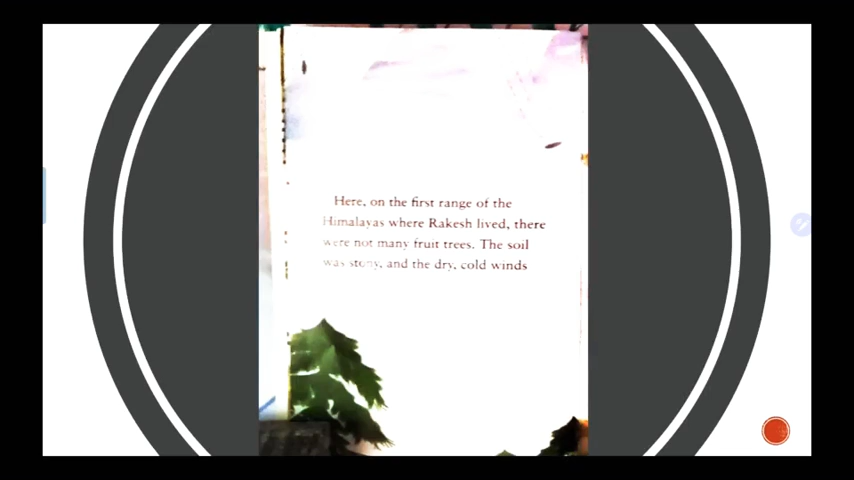 Here, on the first range of the
Himalayas where Rakesh lived, there
were not many fruit trees. The soil
was stony, and the dry, cold winds